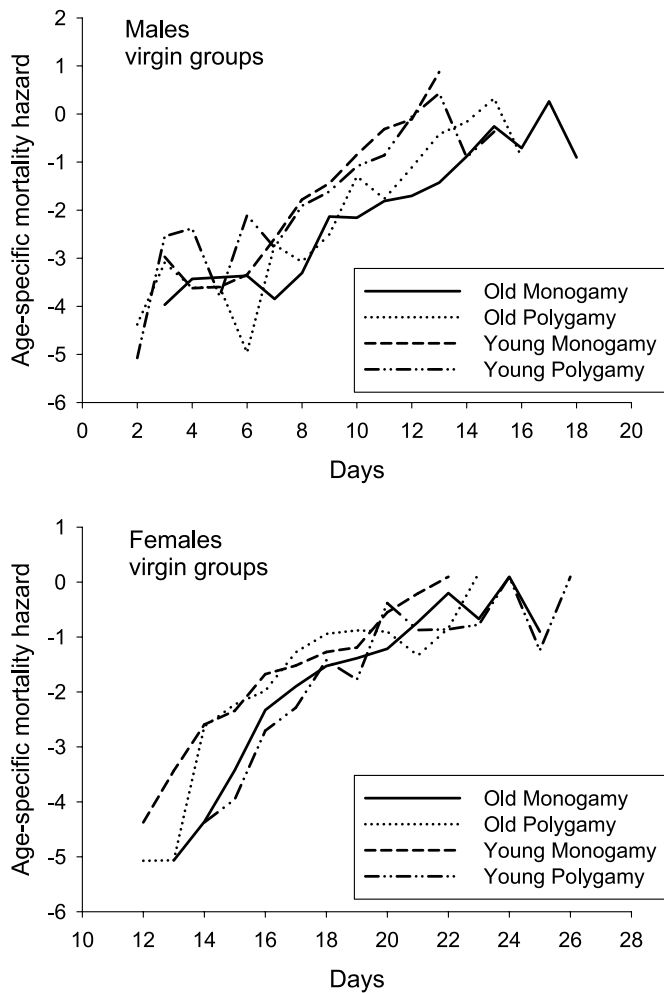 Males
virgin groups
Age-specific mortality hazard
2
1
0
-1
-2
-3
-4
-5
-6
Old Monogamy
Old Polygamy
Young Monogamy
Young Polygamy
0 2 4 6 8 10 12 14 16 18 20
Days
Females
virgin groups
Age-specific mortality hazard
1
0
-1
-2
-3
-4
-5
-6
Old Monogamy
Old Polygamy
Young Monogamy
Young Polygamy
10 12 14 16 18 20 22 24 26 28
Days